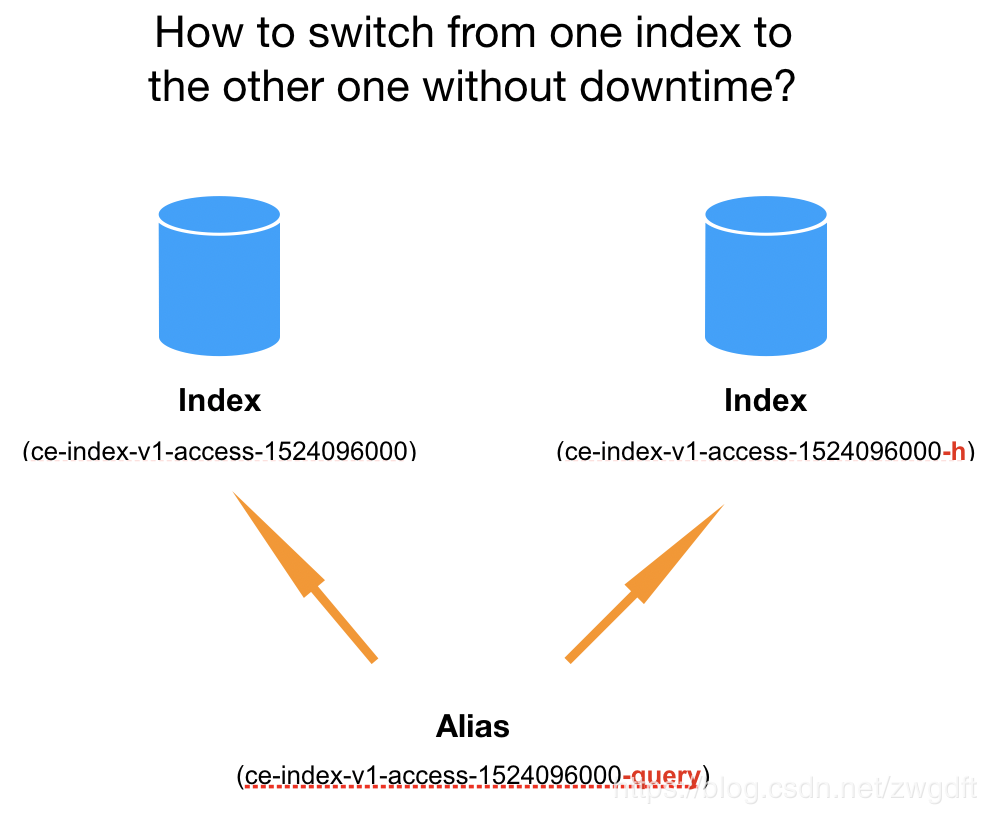 How to switch from one index to
the other one without downtime?
Index
(ce-index-v1-access-1524096000)
Index
(ce-index-v1-access-1524096000-h)
Alias
(ce-index-v1-access-1524096000-query)
https://blog.csdn.net/zwgdft